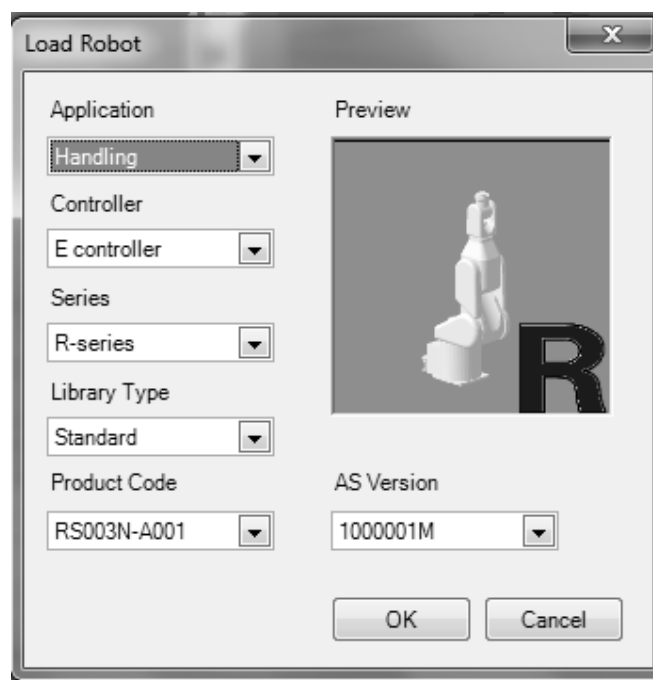 Load Robot
X
Application
Handling
Controller
E controller
Series
R-series
Library Type
Standard
Product Code
RS003N-A001
Preview
R
AS Version
1000001M
OK
Cancel